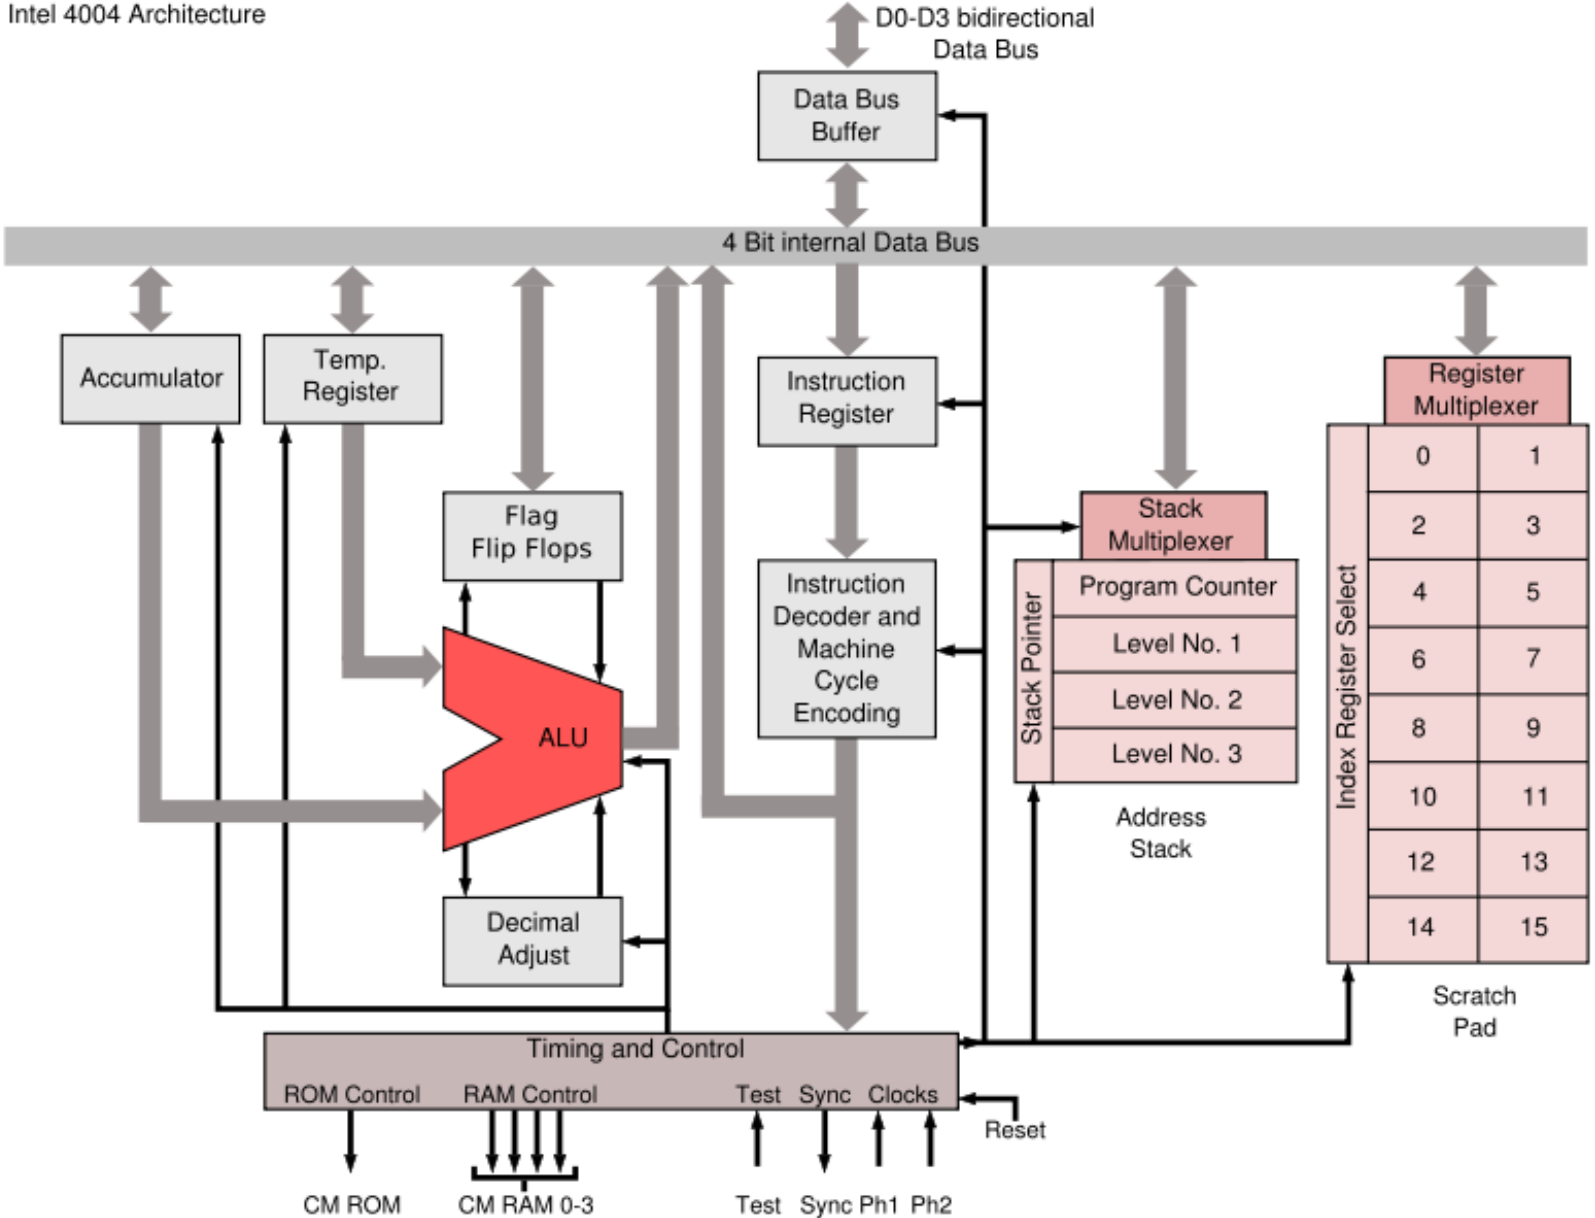 Intel 4004 Architecture
D0-D3 bidirectional
Data Bus
Data Bus
Buffer
4 Bit internal Data Bus
Accumulator
Temp.
Register
Flag
Flip Flops
ALU
Decimal
Adjust
Instruction
Register
Instruction
Decoder and
Machine
Cycle
Encoding
Stack
Multiplexer
Stack Pointer
Program Counter
Level No. 1
Level No. 2
Level No. 3
Address
Stack
Register
Multiplexer
Index Register Select
0 1
2 3
4 5
6 7
8 9
10 11
12 13
14 15
Scratch
Pad
Timing and Control
ROM Control RAM Control Test Sync Clocks
Reset
CM ROM CM RAM 0-3 Test Sync Ph1 Ph2